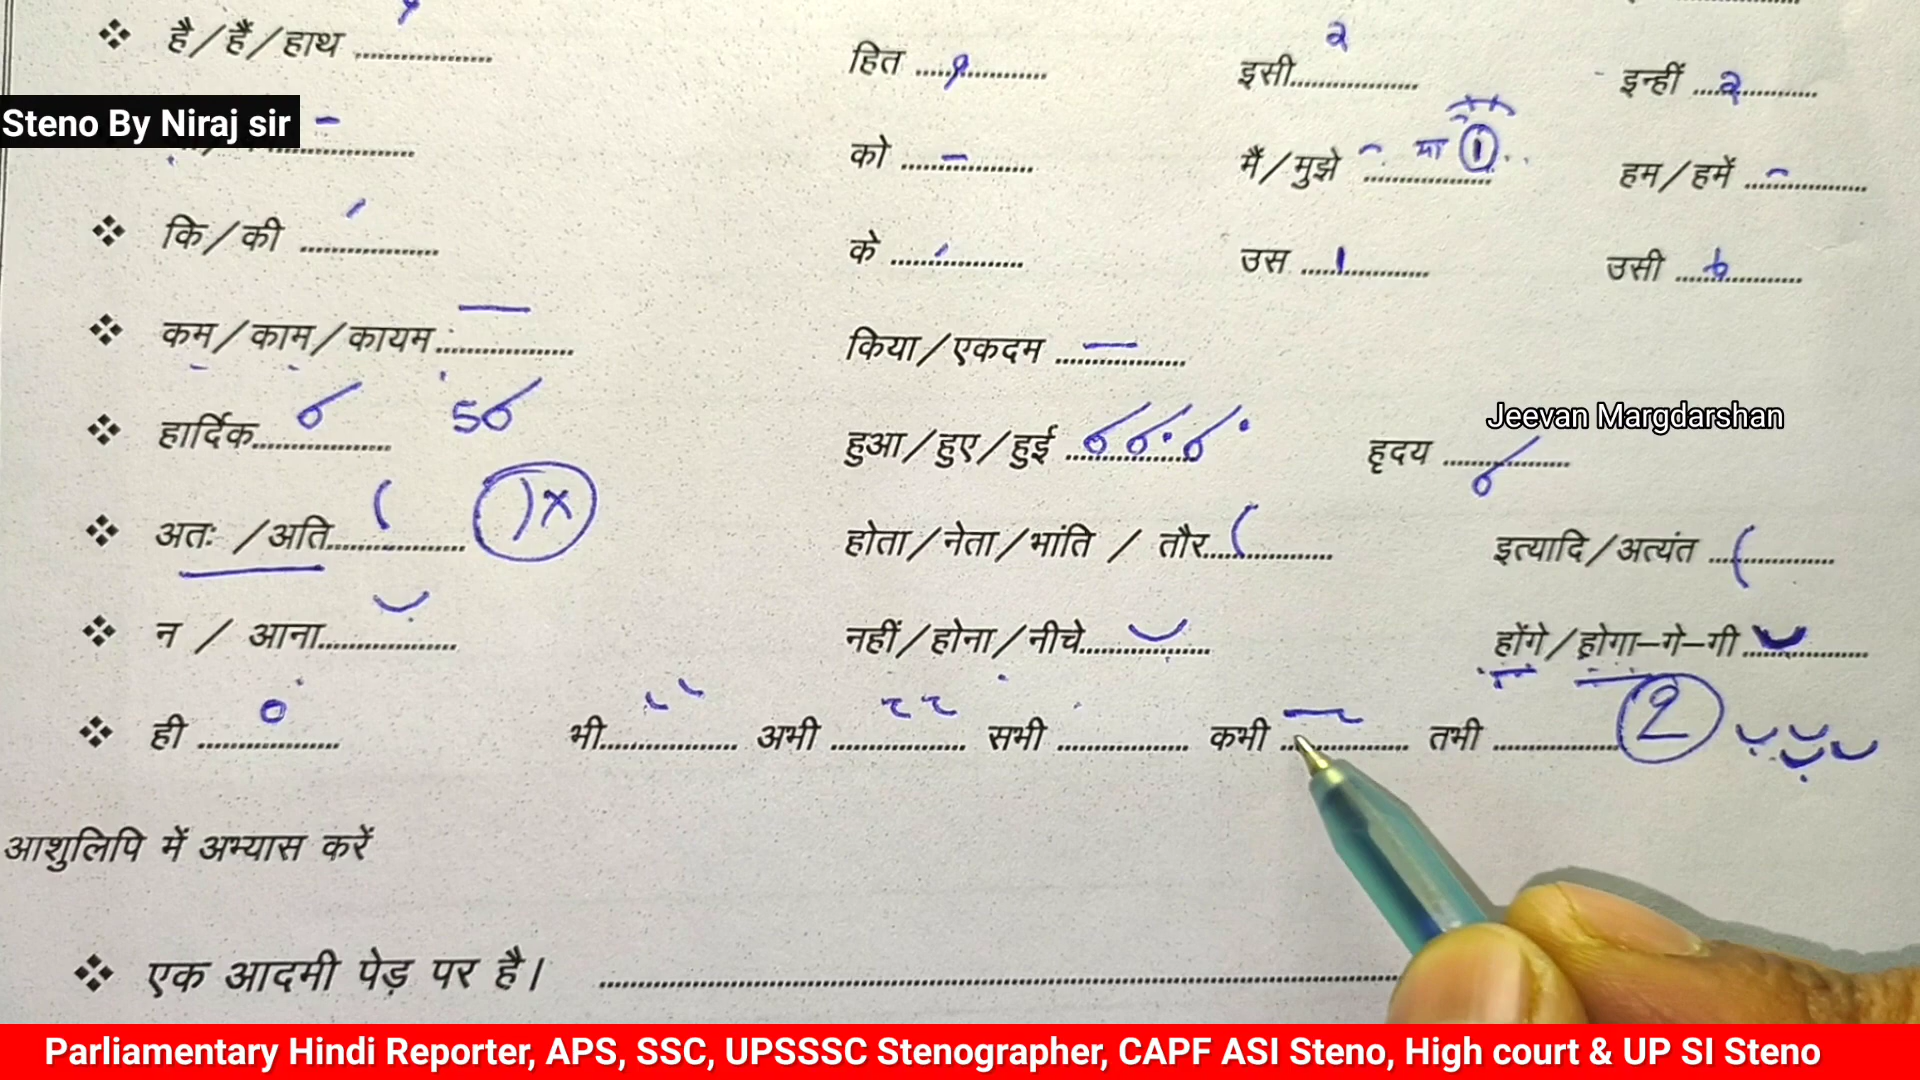 ❖ है/हैं/हाथ .................. हित .................. इसी.................. इन्हीं ..................
Steno By Niraj sir
को .................. मैं/मुझे .................. या 1 हम/हमें ..................
❖ कि/की .................. के .................. उस .................. उसी ..................
❖ कम/काम/कायम.................. किया/एकदम ..................
Jeevan Margdarshan
❖ हार्दिक.................. हुआ/हुए/हुई .................. हृदय ..................
❖ अतः /अति.................. होता/नेता/भांति / तौर.................. इत्यादि/अत्यंत ..................
❖ न / आना.................. नहीं/होना/नीचे.................. होंगे/होगा–गे–गी ..................
❖ ही .................. भी.................. अभी .................. सभी .................. कभी .................. तभी .................. 2
आशुलिपि में अभ्यास करें
❖ एक आदमी पेड़ पर है। ..................
Parliamentary Hindi Reporter, APS, SSC, UPSSSC Stenographer, CAPF ASI Steno, High court & UP SI Steno